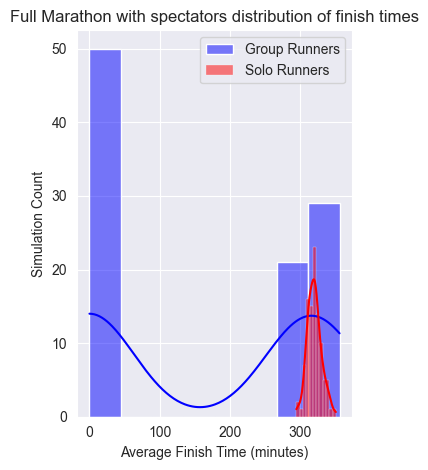 Full Marathon with spectators distribution of finish times
Group Runners
Solo Runners
50
40
30
20
10
0
Simulation Count
0 100 200 300
Average Finish Time (minutes)